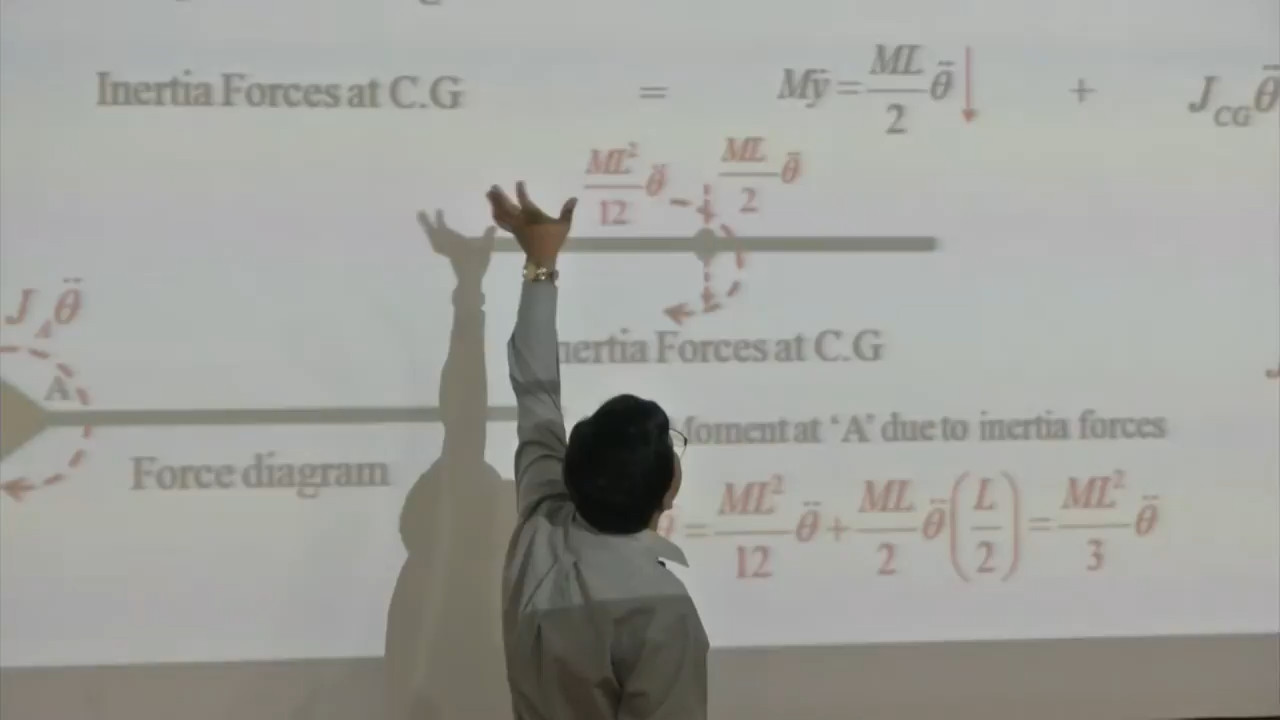 Inertia Forces at C.G = Mÿ = ML/2 θ̈ + J_CG θ̈
ML²/12 θ̈ ML/2 θ̈
J_A θ̈
nertia Forces at C.G
A
Moment at ‘A’ due to inertia forces
Force diagram
= ML²/12 θ̈ + ML/2 θ̈ (L/2) = ML²/3 θ̈